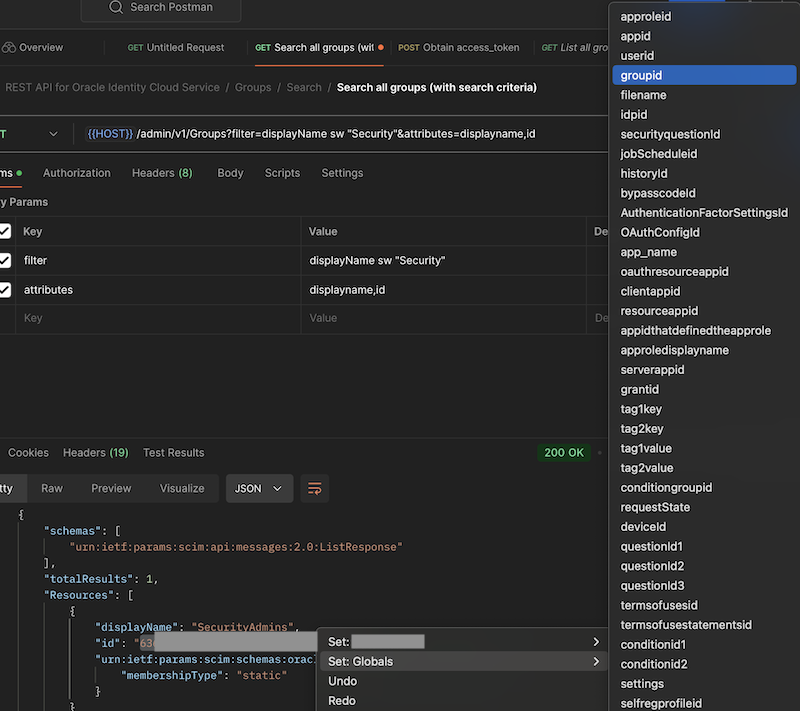 Search Postman
Overview
GET Untitled Request
GET Search all groups (wit
POST Obtain access_token
GET List all gro
REST API for Oracle Identity Cloud Service / Groups / Search / Search all groups (with search criteria)
T
{{HOST}} /admin/v1/Groups?filter=displayName sw "Security"&attributes=displayname,id
ms
Authorization
Headers (8)
Body
Scripts
Settings
y Params
Key Value De
filter displayName sw "Security"
attributes displayname,id
Key Value De
Cookies Headers (19) Test Results 200 OK
ty Raw Preview Visualize JSON
{
"schemas": [
"urn:ietf:params:scim:api:messages:2.0:ListResponse"
],
"totalResults": 1,
"Resources": [
{
"displayName": "SecurityAdmins",
"id": "63
"urn:ietf:params:scim:schemas:orac
"membershipType": "static"
}
}
Set:
Set: Globals
Undo
Redo
approleid
appid
userid
groupid
filename
idpid
securityquestionId
jobScheduleid
historyId
bypasscodeId
AuthenticationFactorSettingsId
OAuthConfigId
app_name
oauthresourceappid
clientappid
resourceappid
appidthatdefinedtheapprole
approledisplayname
serverappid
grantid
tag1key
tag2key
tag1value
tag2value
conditiongroupid
requestState
deviceId
questionId1
questionId2
questionId3
termsofusesid
termsofusestatementsid
conditionid1
conditionid2
settings
selfregprofileid